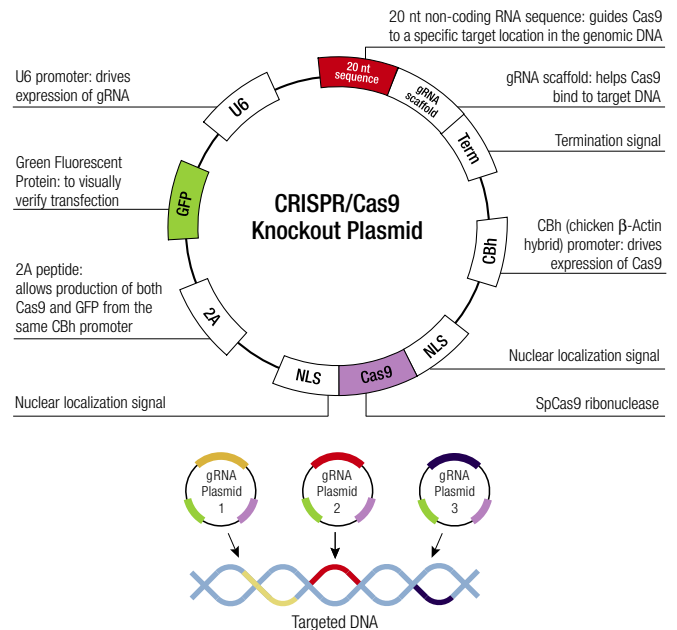 20 nt non-coding RNA sequence: guides Cas9
to a specific target location in the genomic DNA
U6 promoter: drives
expression of gRNA
gRNA scaffold: helps Cas9
bind to target DNA
Termination signal
Green Fluorescent
Protein: to visually
verify transfection
CBh (chicken β-Actin
hybrid) promoter: drives
expression of Cas9
2A peptide:
allows production of both
Cas9 and GFP from the
same CBh promoter
Nuclear localization signal
Nuclear localization signal
SpCas9 ribonuclease
20 nt
sequence
gRNA
scaffold
Term
CBh
NLS
Cas9
NLS
2A
GFP
U6
CRISPR/Cas9
Knockout Plasmid
gRNA
Plasmid
1
gRNA
Plasmid
2
gRNA
Plasmid
3
Targeted DNA